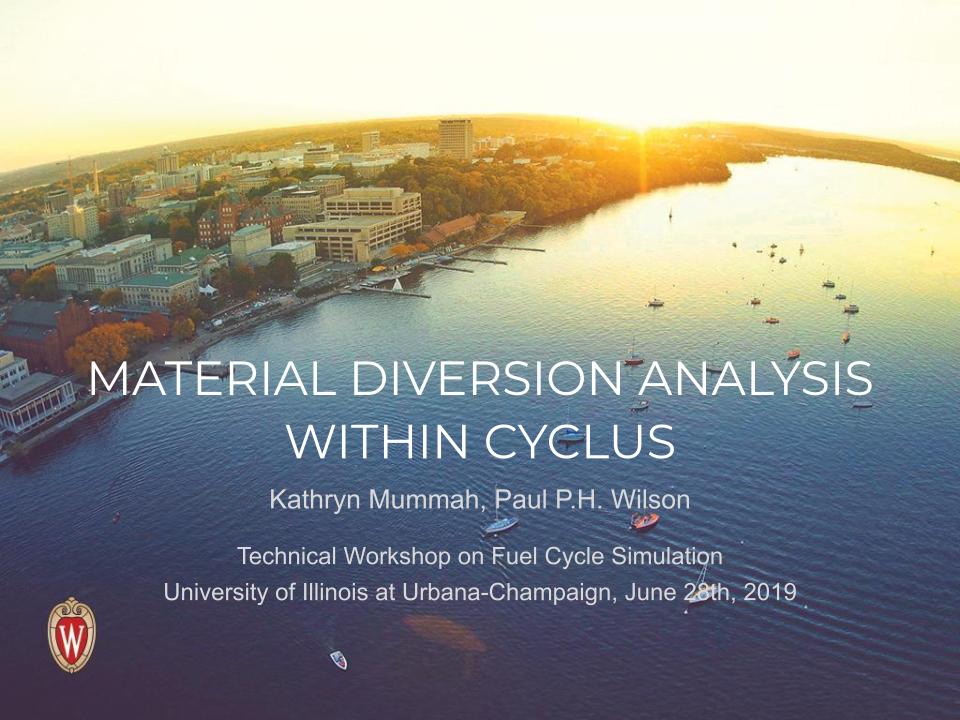 MATERIAL DIVERSION ANALYSIS
WITHIN CYCLUS
Kathryn Mummah, Paul P.H. Wilson
Technical Workshop on Fuel Cycle Simulation
University of Illinois at Urbana-Champaign, June 28th, 2019
W